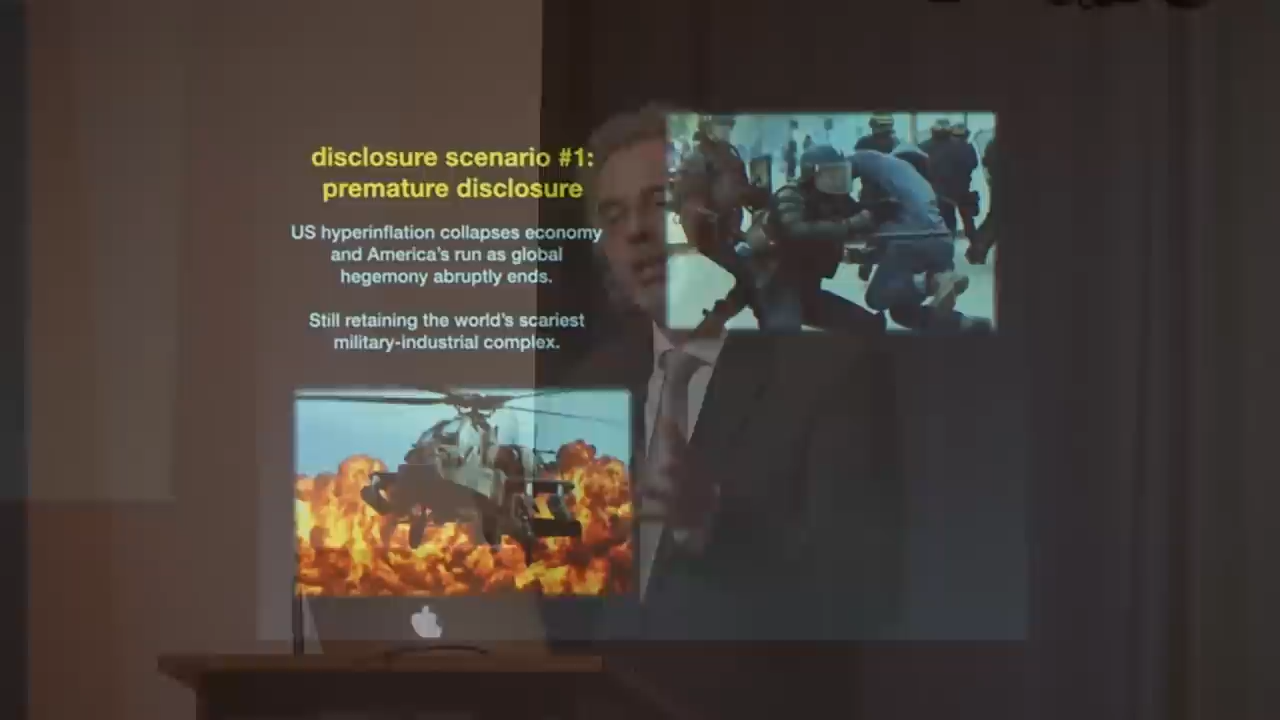 disclosure scenario #1:
premature disclosure
US hyperinflation collapses economy
and America's run as global
hegemony abruptly ends.
Still retaining the world's scariest
military-industrial complex.